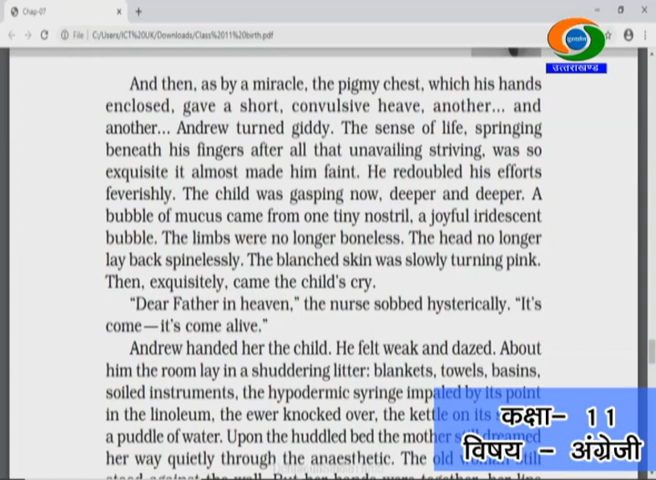 Chap-07
File | C:/Users/ICT%20UK/Downloads/Class%2011%20birth.pdf
उत्तराखण्ड
And then, as by a miracle, the pigmy chest, which his hands
enclosed, gave a short, convulsive heave, another... and
another... Andrew turned giddy. The sense of life, springing
beneath his fingers after all that unavailing striving, was so
exquisite it almost made him faint. He redoubled his efforts
feverishly. The child was gasping now, deeper and deeper. A
bubble of mucus came from one tiny nostril, a joyful iridescent
bubble. The limbs were no longer boneless. The head no longer
lay back spinelessly. The blanched skin was slowly turning pink.
Then, exquisitely, came the child's cry.
“Dear Father in heaven,” the nurse sobbed hysterically. “It's
come—it's come alive.”
Andrew handed her the child. He felt weak and dazed. About
him the room lay in a shuddering litter: blankets, towels, basins,
soiled instruments, the hypodermic syringe impaled by its point
in the linoleum, the ewer knocked over, the kettle on its
a puddle of water. Upon the huddled bed the mother still dreamed
her way quietly through the anaesthetic. The old woman still
कक्षा- 11
विषय - अंग्रेजी